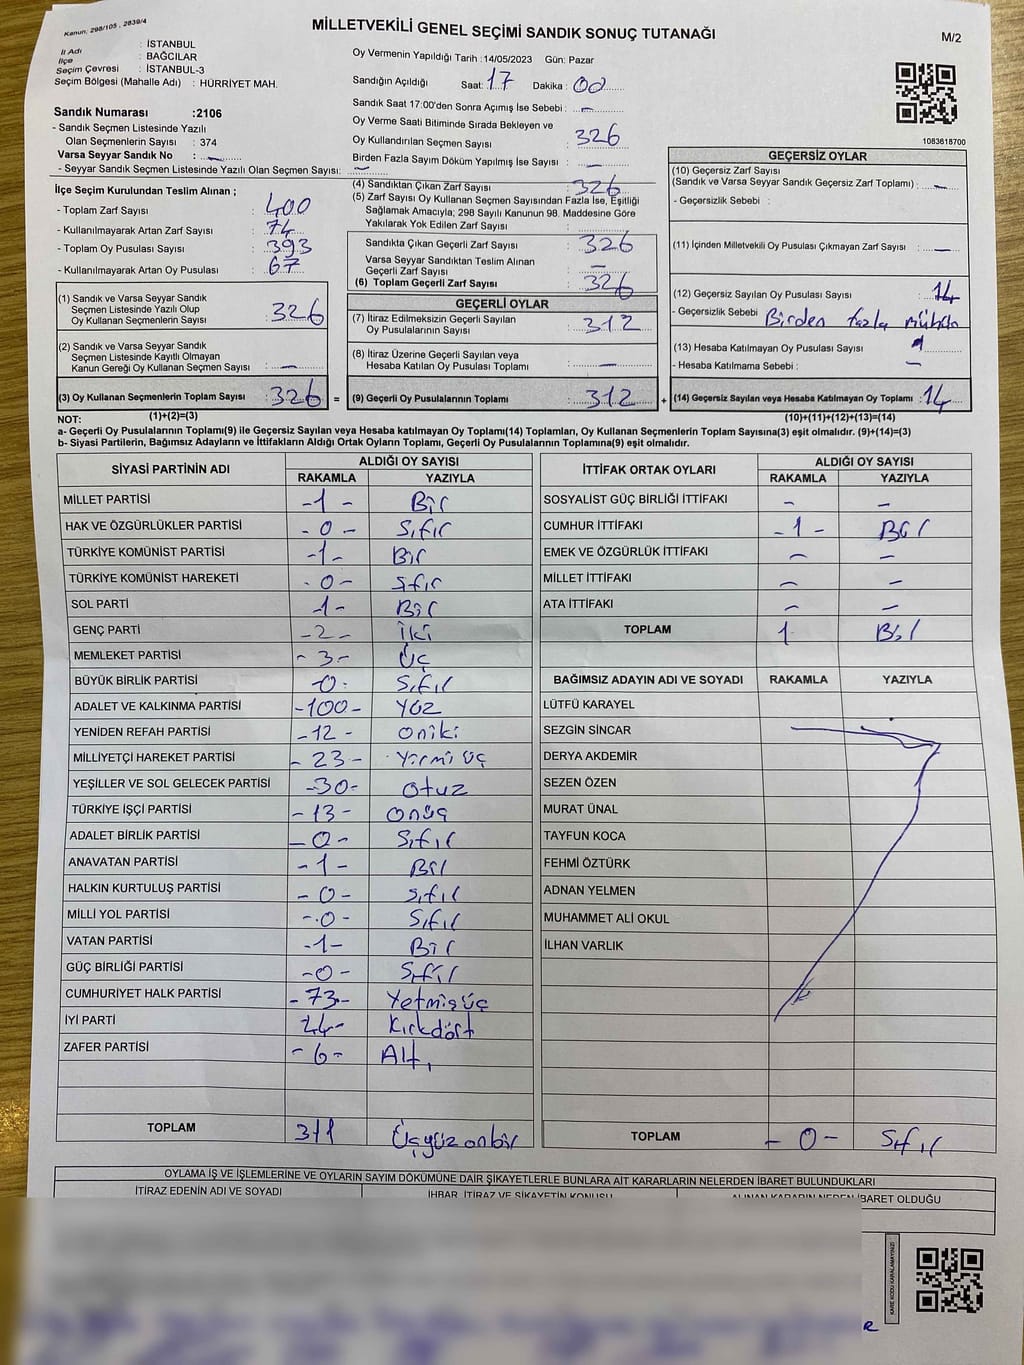 Kanun: 298/105 , 2839/4
MİLLETVEKİLİ GENEL SEÇİMİ SANDIK SONUÇ TUTANAĞI
M/2
İl Adı : İSTANBUL
İlçe : BAĞCILAR
Seçim Çevresi : İSTANBUL-3
Seçim Bölgesi (Mahalle Adı) : HÜRRİYET MAH.
Sandık Numarası :2106
- Sandık Seçmen Listesinde Yazılı
Olan Seçmenlerin Sayısı : 374
Varsa Seyyar Sandık No : -
- Seyyar Sandık Seçmen Listesinde Yazılı Olan Seçmen Sayısı: -
Oy Vermenin Yapıldığı Tarih :14/05/2023 Gün: Pazar
Sandığın Açıldığı Saat: 17 Dakika : 00
Sandık Saat 17:00'den Sonra Açımış İse Sebebi : -
Oy Verme Saati Bitiminde Sırada Bekleyen ve
Oy Kullandırılan Seçmen Sayısı : 326
Birden Fazla Sayım Döküm Yapılmış İse Sayısı : -
1083618700
İlçe Seçim Kurulundan Teslim Alınan ;
- Toplam Zarf Sayısı : 400
- Kullanılmayarak Artan Zarf Sayısı : 74
- Toplam Oy Pusulası Sayısı : 393
- Kullanılmayarak Artan Oy Pusulası : 67
(4) Sandıktan Çıkan Zarf Sayısı : 326
(5) Zarf Sayısı Oy Kullanan Seçmen Sayısından Fazla İse, Eşitliği
Sağlamak Amacıyla; 298 Sayılı Kanunun 98. Maddesine Göre
Yakılarak Yok Edilen Zarf Sayısı :
Sandıkta Çıkan Geçerli Zarf Sayısı : 326
Varsa Seyyar Sandıktan Teslim Alınan
Geçerli Zarf Sayısı : -
(6) Toplam Geçerli Zarf Sayısı : 326
GEÇERSİZ OYLAR
(10) Geçersiz Zarf Sayısı
(Sandık ve Varsa Seyyar Sandık Geçersiz Zarf Toplamı) : -
- Geçersizlik Sebebi :
(11) İçinden Milletvekili Oy Pusulası Çıkmayan Zarf Sayısı : -
(12) Geçersiz Sayılan Oy Pusulası Sayısı : 14
- Geçersizlik Sebebi : Birden fazla mühür
(13) Hesaba Katılmayan Oy Pusulası Sayısı :
- Hesaba Katılmama Sebebi : -
(1) Sandık ve Varsa Seyyar Sandık
Seçmen Listesinde Yazılı Olup
Oy Kullanan Seçmenlerin Sayısı : 326
(2) Sandık ve Varsa Seyyar Sandık
Seçmen Listesinde Kayıtlı Olmayan
Kanun Gereği Oy Kullanan Seçmen Sayısı : -
GEÇERLİ OYLAR
(7) İtiraz Edilmeksizin Geçerli Sayılan
Oy Pusulalarının Sayısı : 312
(8) İtiraz Üzerine Geçerli Sayılan veya
Hesaba Katılan Oy Pusulası Toplamı : -
(3) Oy Kullanan Seçmenlerin Toplam Sayısı : 326 = (9) Geçerli Oy Pusulalarının Toplamı : 312 + (14) Geçersiz Sayılan veya Hesaba Katılmayan Oy Toplamı : 14
NOT: (1)+(2)=(3) (10)+(11)+(12)+(13)=(14)
a- Geçerli Oy Pusulalarının Toplamı(9) ile Geçersiz Sayılan veya Hesaba katılmayan Oy Toplamı(14) Toplamları, Oy Kullanan Seçmenlerin Toplam Sayısına(3) eşit olmalıdır. (9)+(14)=(3)
b- Siyasi Partilerin, Bağımsız Adayların ve İttifakların Aldığı Ortak Oyların Toplamı, Geçerli Oy Pusulalarının Toplamına(9) eşit olmalıdır.
SİYASİ PARTİNİN ADI ALDIĞI OY SAYISI
RAKAMLA YAZIYLA
MİLLET PARTİSİ -1- Bir
HAK VE ÖZGÜRLÜKLER PARTİSİ -0- Sıfır
TÜRKİYE KOMÜNİST PARTİSİ -1- Bir
TÜRKİYE KOMÜNİST HAREKETİ -0- Sıfır
SOL PARTİ -1- Bir
GENÇ PARTİ -2- İki
MEMLEKET PARTİSİ -3- Üç
BÜYÜK BİRLİK PARTİSİ -0- Sıfır
ADALET VE KALKINMA PARTİSİ -100- Yüz
YENİDEN REFAH PARTİSİ -12- Oniki
MİLLİYETÇİ HAREKET PARTİSİ -23- Yirmi üç
YEŞİLLER VE SOL GELECEK PARTİSİ -30- Otuz
TÜRKİYE İŞÇİ PARTİSİ -13- Onüç
ADALET BİRLİK PARTİSİ -0- Sıfır
ANAVATAN PARTİSİ -1- Bir
HALKIN KURTULUŞ PARTİSİ -0- Sıfır
MİLLİ YOL PARTİSİ -0- Sıfır
VATAN PARTİSİ -1- Bir
GÜÇ BİRLİĞİ PARTİSİ -0- Sıfır
CUMHURİYET HALK PARTİSİ -73- Yetmişüç
İYİ PARTİ 44- Kırkdört
ZAFER PARTİSİ -6- Altı
TOPLAM 311 Üçyüzonbir
İTTİFAK ORTAK OYLARI ALDIĞI OY SAYISI
RAKAMLA YAZIYLA
SOSYALİST GÜÇ BİRLİĞİ İTTİFAKI - -
CUMHUR İTTİFAKI -1- Bir
EMEK VE ÖZGÜRLÜK İTTİFAKI - -
MİLLET İTTİFAKI - -
ATA İTTİFAKI - -
TOPLAM 1 Bir
BAĞIMSIZ ADAYIN ADI VE SOYADI RAKAMLA YAZIYLA
LÜTFÜ KARAYEL
SEZGİN SİNCAR
DERYA AKDEMİR
SEZEN ÖZEN
MURAT ÜNAL
TAYFUN KOCA
FEHMİ ÖZTÜRK
ADNAN YELMEN
MUHAMMET ALİ OKUL
İLHAN VARLIK
TOPLAM -0- Sıfır
OYLAMA İŞ VE İŞLEMLERİNE VE OYLARIN SAYIM DÖKÜMÜNE DAİR ŞİKAYETLERLE BUNLARA AİT KARARLARIN NELERDEN İBARET BULUNDUKLARI
İTİRAZ EDENİN ADI VE SOYADI İHBAR, İTİRAZ VE ŞİKAYETİN KONUSU ALINAN KARARIN NEDEN İBARET OLDUĞU
KARE KODU KARALAMAYINIZ!